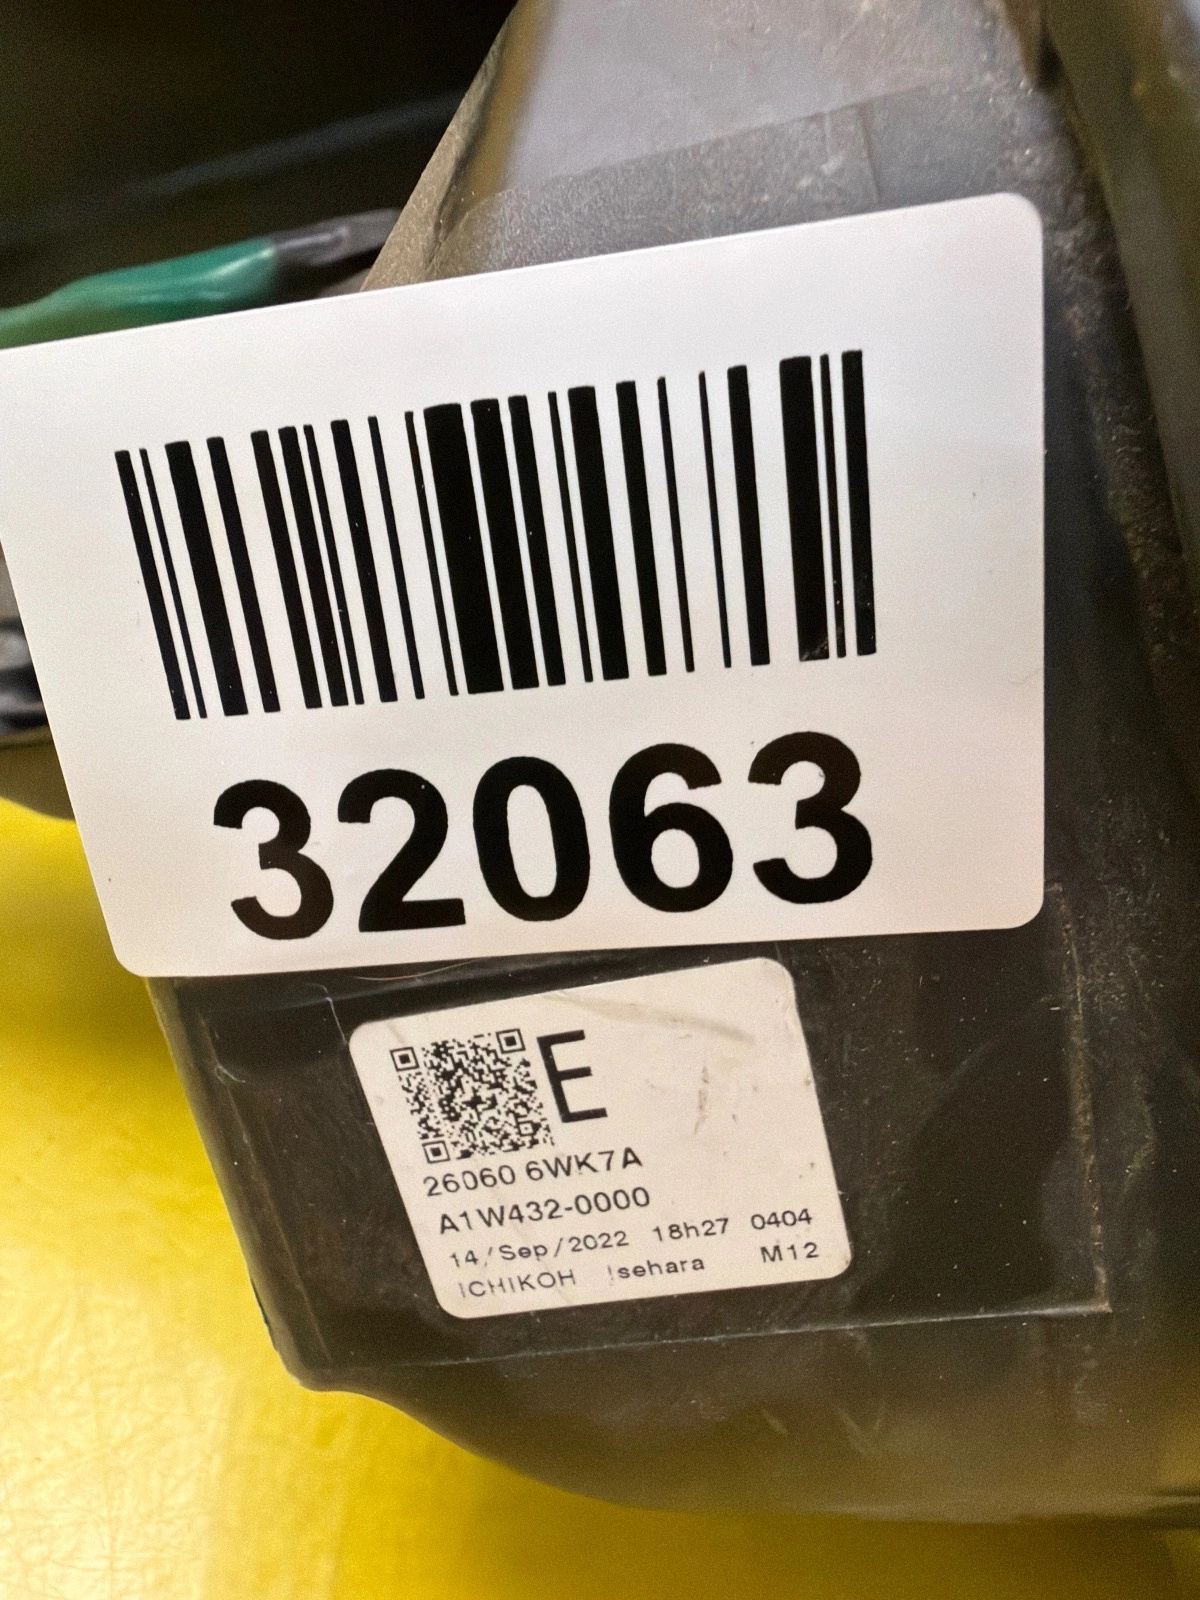 32063
E
26060 6WK7A
A1W432-0000
14/Sep/2022 18h27 0404
ICHIKOH Isehara M12